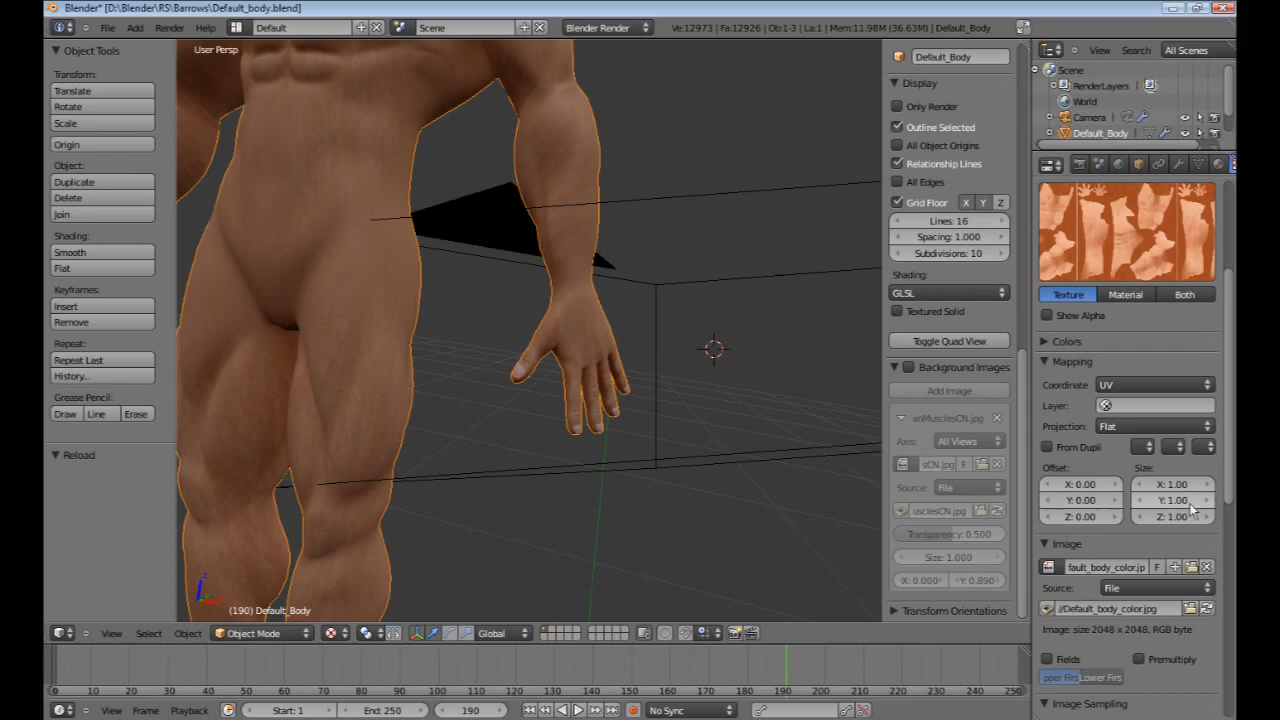 Blender* [D:\Blender\RS\Barrows\Default_body.blend]
File Add Render Help Default Scene Blender Render Ve:12973 | Fa:12926 | Ob:1-3 | La:1 | Mem:11.98M (36.63M) | Default_Body
Object Tools
Transform:
Translate
Rotate
Scale
Origin
Object:
Duplicate
Delete
Join
Shading:
Smooth
Flat
Keyframes:
Insert
Remove
Repeat:
Repeat Last
History...
Grease Pencil:
Draw Line Erase
Reload
User Persp
z
(190) Default_Body
Default_Body
Display
Only Render
Outline Selected
All Object Origins
Relationship Lines
All Edges
Grid Floor X Y Z
Lines: 16
Spacing: 1.000
Subdivisions: 10
Shading:
GLSL
Textured Solid
Toggle Quad View
Background Images
Add Image
anMusclesCN.jpg
Axis: All Views
sCN.jpg F
Source: File
usclesCN.jpg
Transparency: 0.500
Size: 1.000
X: 0.000 Y: 0.890
Transform Orientations
View Search All Scenes
Scene
RenderLayers
World
Camera
Default_Body
Texture Material Both
Show Alpha
Colors
Mapping
Coordinate UV
Layer:
Projection: Flat
From Dupli
Offset: Size:
X: 0.00 X: 1.00
Y: 0.00 Y: 1.00
Z: 0.00 Z: 1.00
Image
fault_body_color.jp F
Source: File
//Default_body_color.jpg
Image: size 2048 x 2048, RGB byte
Fields Premultiply
pper Firs Lower Firs
Image Sampling
View Select Object Object Mode Global
0 10 20 30 40 50 60 70 80 90 100 110 120 130 140 150 160 170 180 190 200 210 220 230 240 250
View Frame Playback Start: 1 End: 250 190 No Sync